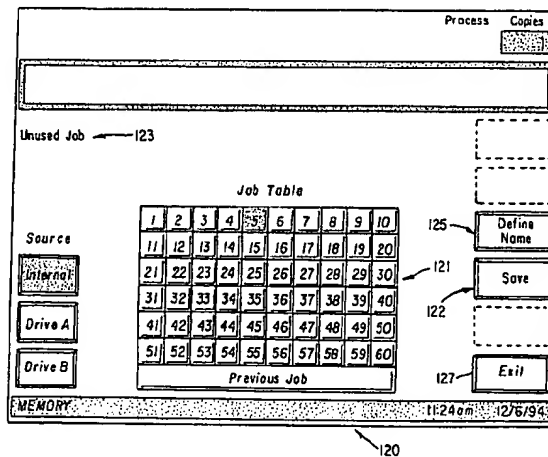 Process Copies
Unused Job 123
Job Table
1 2 3 4 5 6 7 8 9 10
11 12 13 14 15 16 17 18 19 20
21 22 23 24 25 26 27 28 29 30
31 32 33 34 35 36 37 38 39 40
41 42 43 44 45 46 47 48 49 50
51 52 53 54 55 56 57 58 59 60
Previous Job
121
Source
Internal
Drive A
Drive B
125
Define
Name
Save
122
127
Exit
MEMORY 11:24am 12/6/94
120